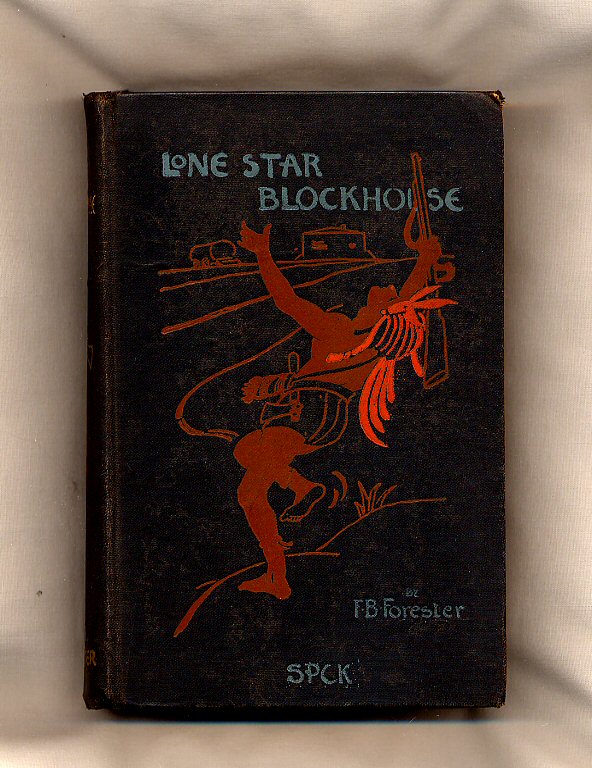 LONE STAR
BLOCKHOUSE
BY
F.B. Forester
SPCK